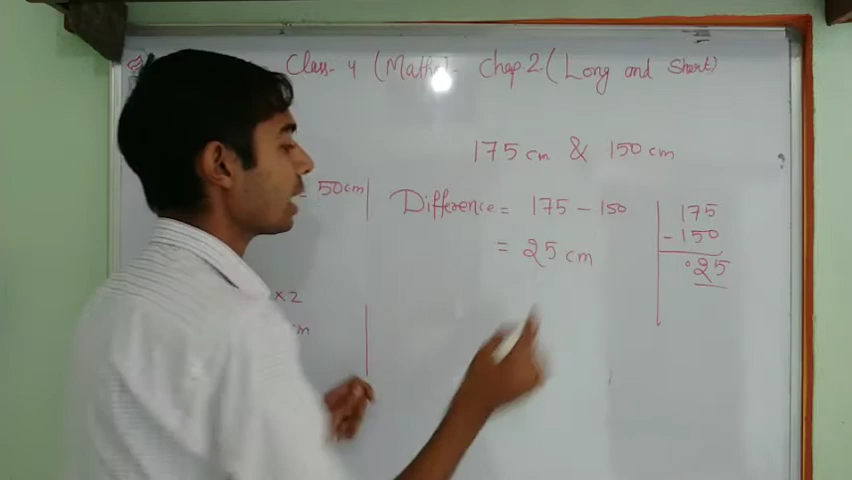 Class-4 (Maths)- Chap-2 (Long and Short)
175 cm & 150 cm
- 50cm
Difference = 175 - 150
= 25 cm
175
-150
025
×2
m